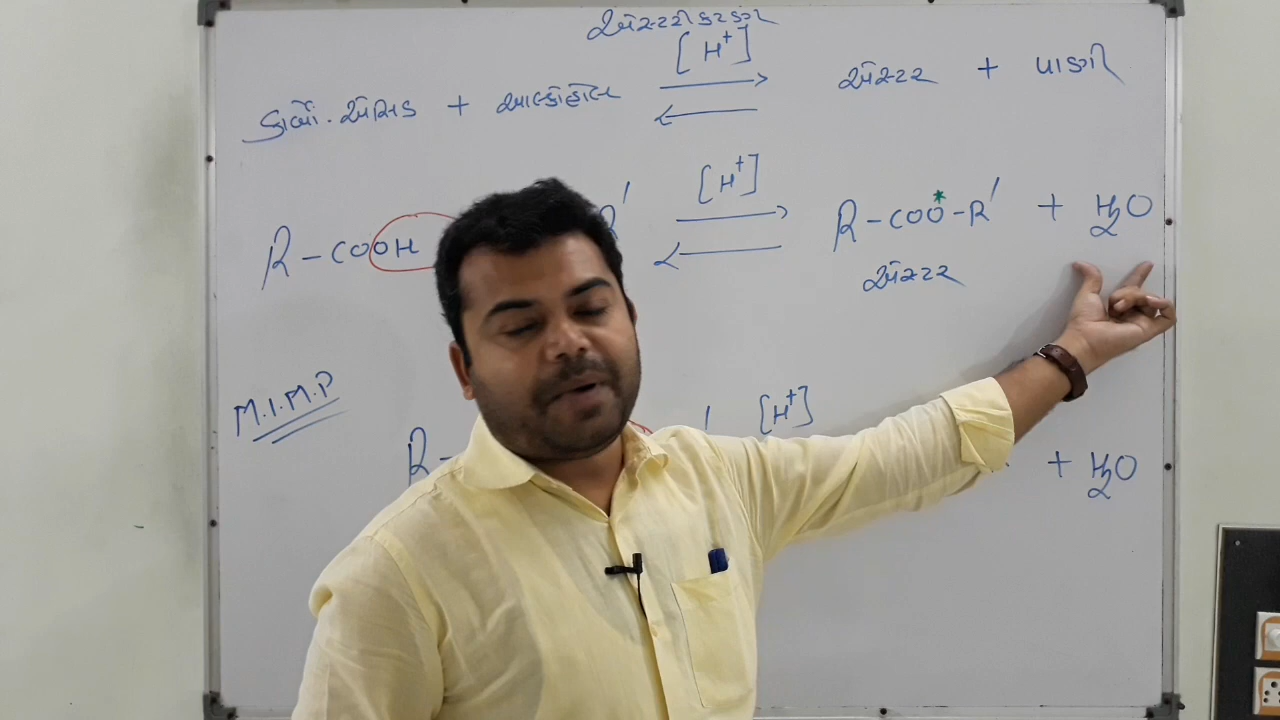 એસ્ટરીકરણ
[H⁺]
કાર્બો. એસિડ + આલ્કોહોલ ⇌ એસ્ટર + પાણી
[H⁺]
R-COOH R' ⇌ R-COO*-R' + H₂O
એસ્ટર
M.I.M.P
[H⁺]
R- ' + H₂O